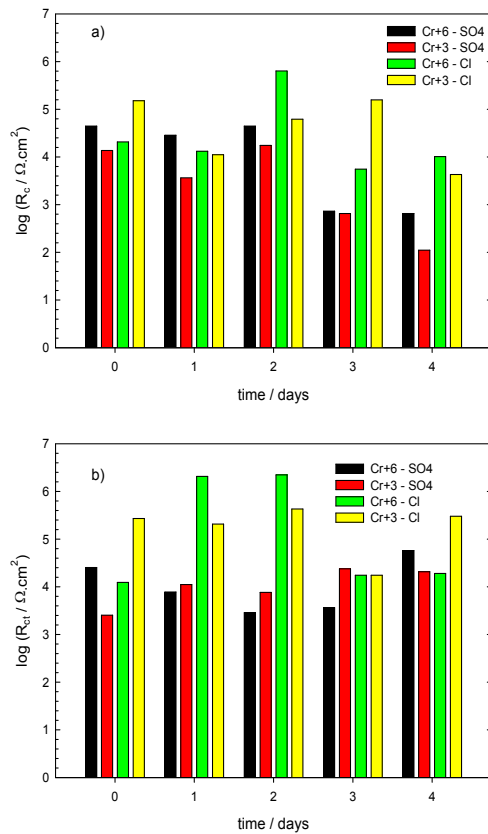 a)
Cr+6 - SO4
Cr+3 - SO4
Cr+6 - Cl
Cr+3 - Cl
log (Rc / Ω.cm2)
7
6
5
4
3
2
1
0
0 1 2 3 4
time / days
b)
Cr+6 - SO4
Cr+3 - SO4
Cr+6 - Cl
Cr+3 - Cl
log (Rct / Ω.cm2)
7
6
5
4
3
2
1
0
0 1 2 3 4
time / days